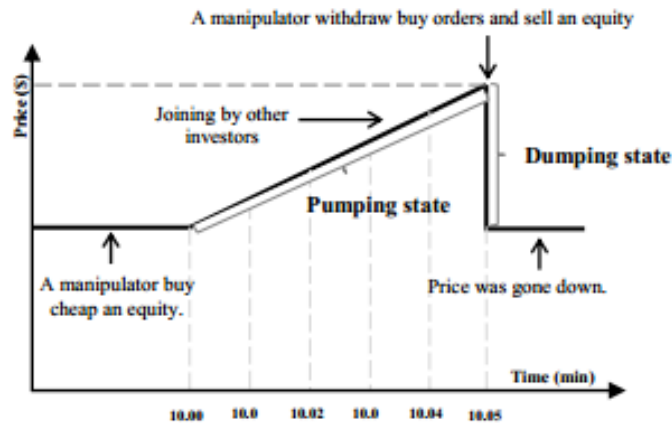 A manipulator withdraw buy orders and sell an equity
Price ($)
Joining by other
investors
Dumping state
Pumping state
A manipulator buy
cheap an equity.
Price was gone down.
Time (min)
10.00 10.0 10.02 10.0 10.04 10.05